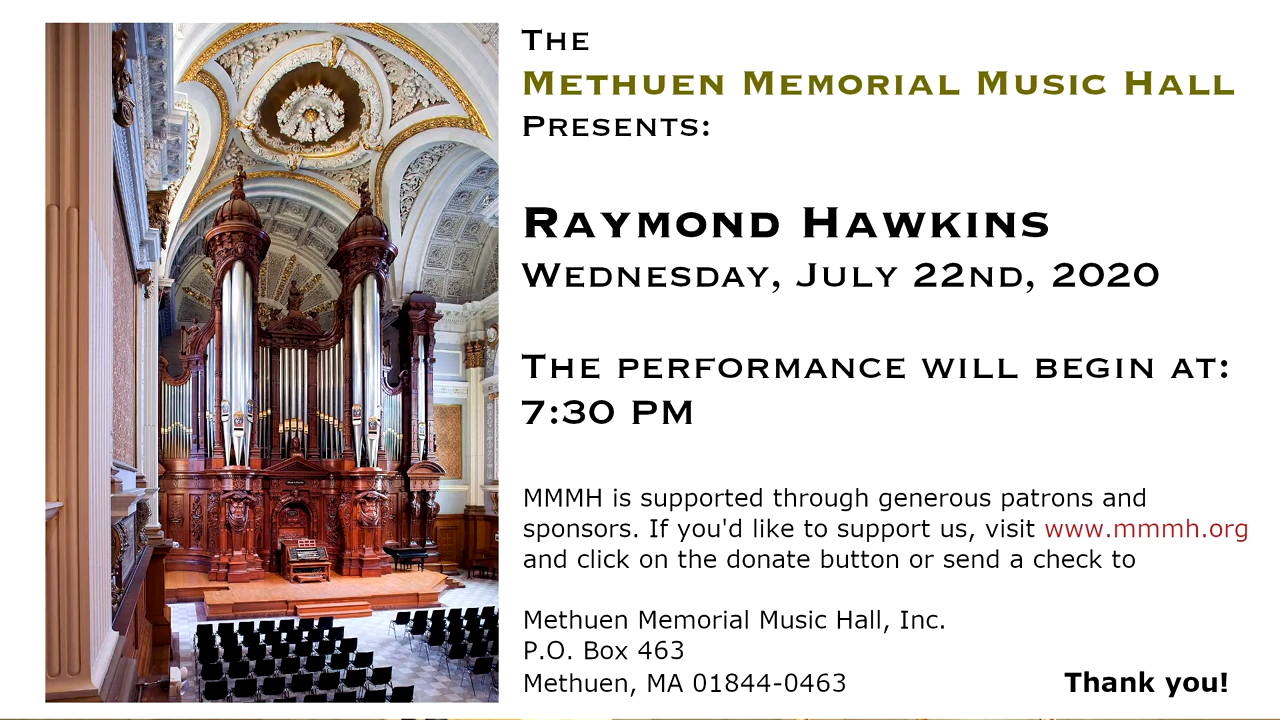 The
Methuen Memorial Music Hall
Presents:
Raymond Hawkins
Wednesday, July 22nd, 2020
The performance will begin at:
7:30 PM
MMMH is supported through generous patrons and
sponsors. If you'd like to support us, visit www.mmmh.org
and click on the donate button or send a check to
Methuen Memorial Music Hall, Inc.
P.O. Box 463
Methuen, MA 01844-0463
Thank you!